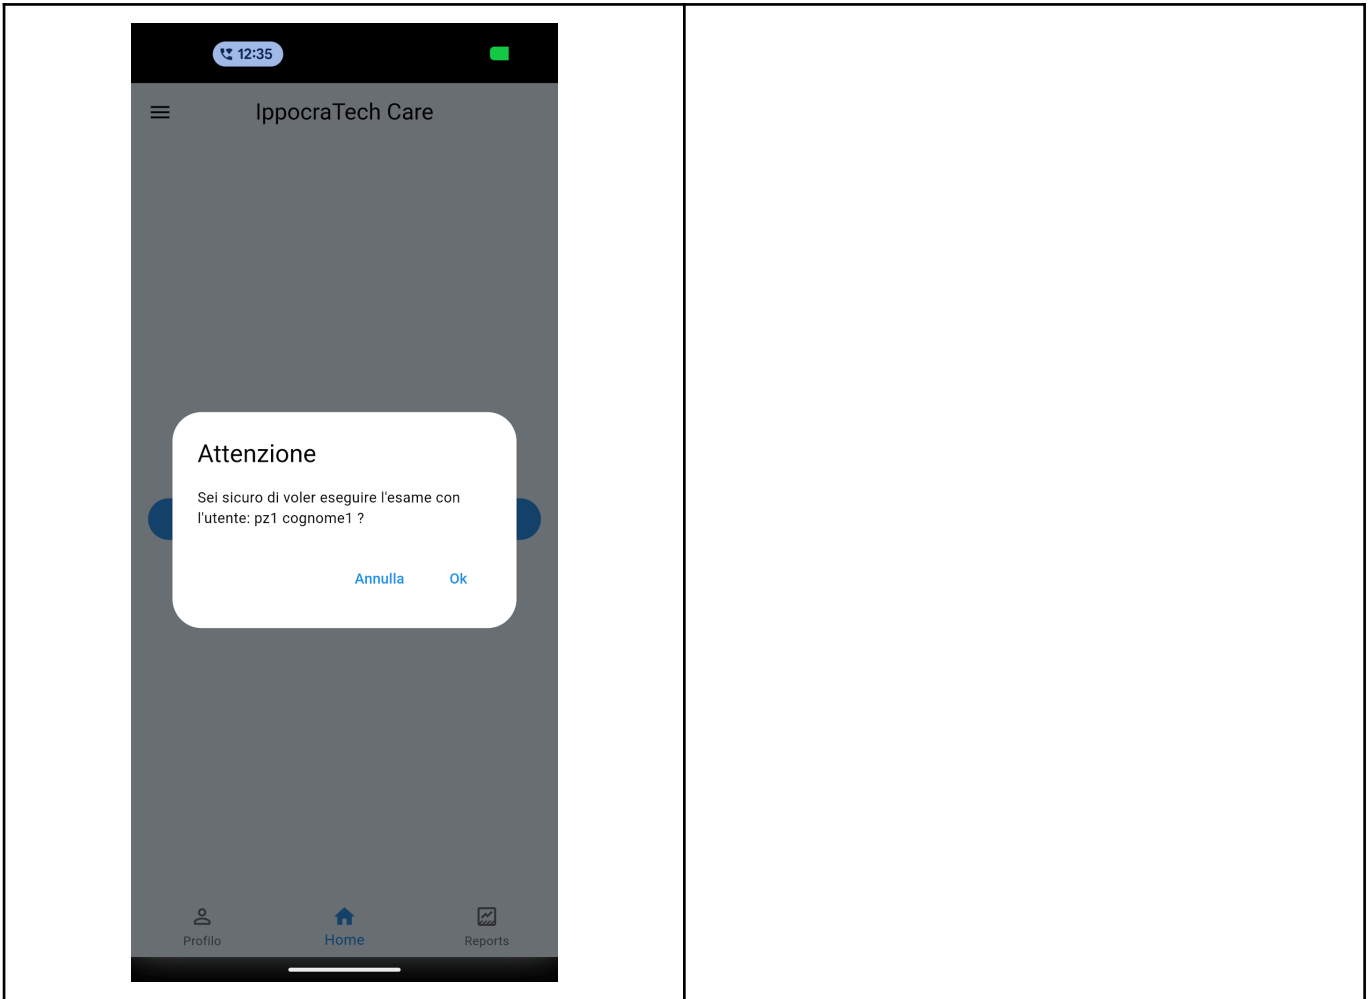 12:35
IppocraTech Care
Attenzione
Sei sicuro di voler eseguire l'esame con
l'utente: pz1 cognome1 ?
Annulla Ok
Profilo Home Reports